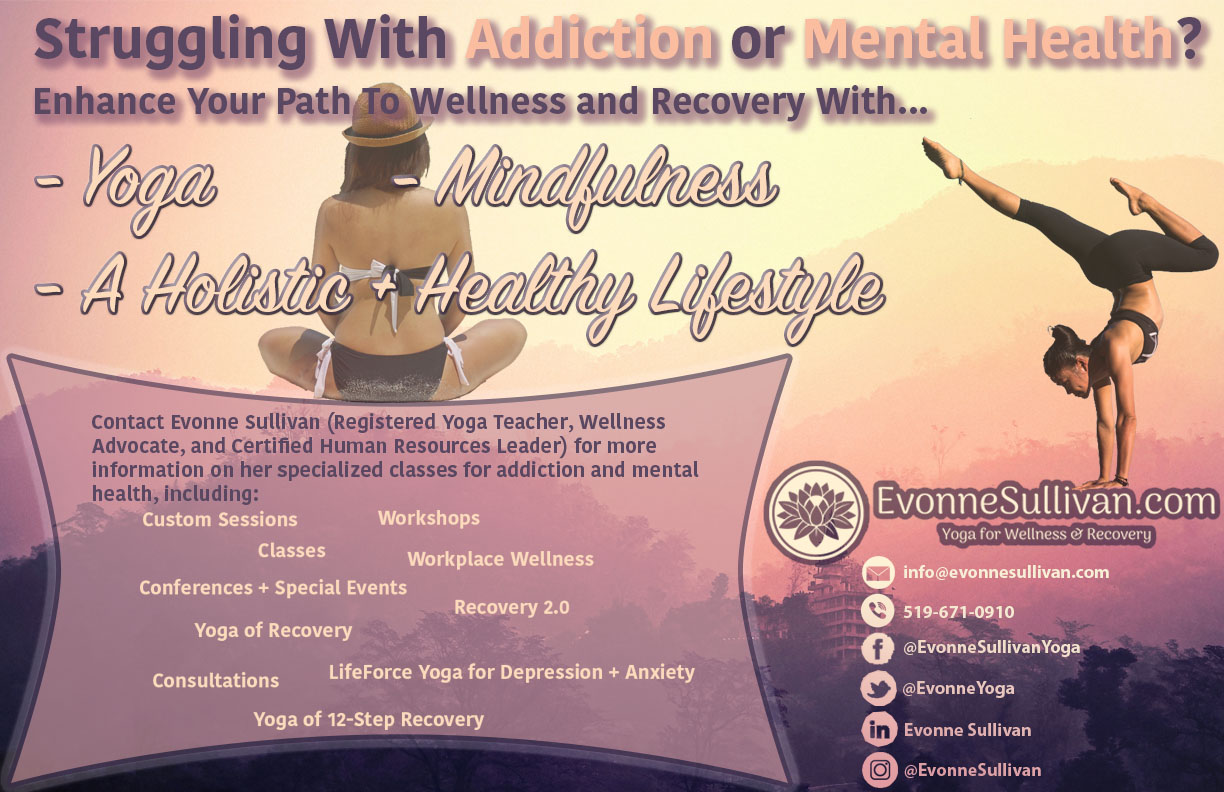 Struggling With Addiction or Mental Health?
Enhance Your Path To Wellness and Recovery With...
- Yoga
- Mindfulness
- A Holistic + Healthy Lifestyle
Contact Evonne Sullivan (Registered Yoga Teacher, Wellness
Advocate, and Certified Human Resources Leader) for more
information on her specialized classes for addiction and mental
health, including:
Custom Sessions
Workshops
Classes
Workplace Wellness
Conferences + Special Events
Recovery 2.0
Yoga of Recovery
LifeForce Yoga for Depression + Anxiety
Consultations
Yoga of 12-Step Recovery
EvonneSullivan.com
Yoga for Wellness & Recovery
info@evonnesullivan.com
519-671-0910
@EvonneSullivanYoga
@EvonneYoga
Evonne Sullivan
@EvonneSullivan